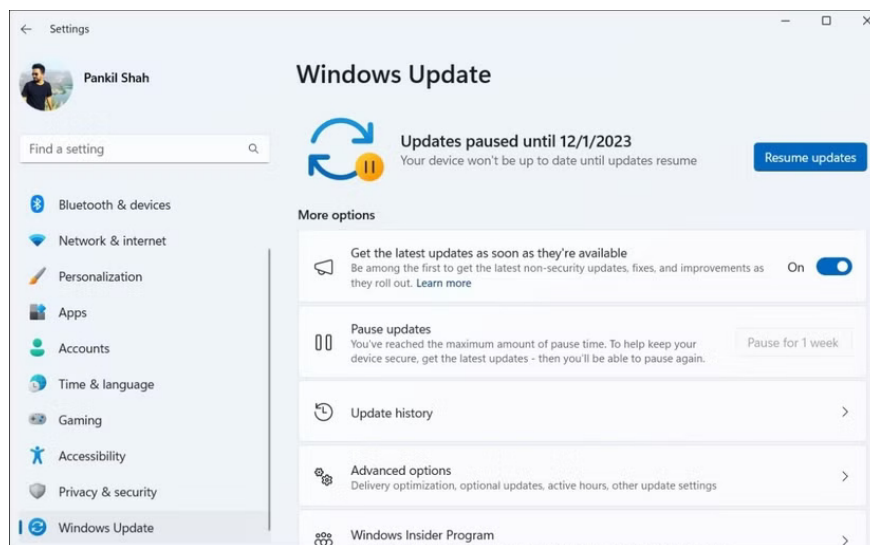 Settings
Pankil Shah
Find a setting
Bluetooth & devices
Network & internet
Personalization
Apps
Accounts
Time & language
Gaming
Accessibility
Privacy & security
Windows Update
Windows Update
Updates paused until 12/1/2023
Your device won't be up to date until updates resume
Resume updates
More options
Get the latest updates as soon as they're available
Be among the first to get the latest non-security updates, fixes, and improvements as
they roll out. Learn more
On
Pause updates
You've reached the maximum amount of pause time. To help keep your
device secure, get the latest updates - then you'll be able to pause again.
Pause for 1 week
Update history
Advanced options
Delivery optimization, optional updates, active hours, other update settings
Windows Insider Program